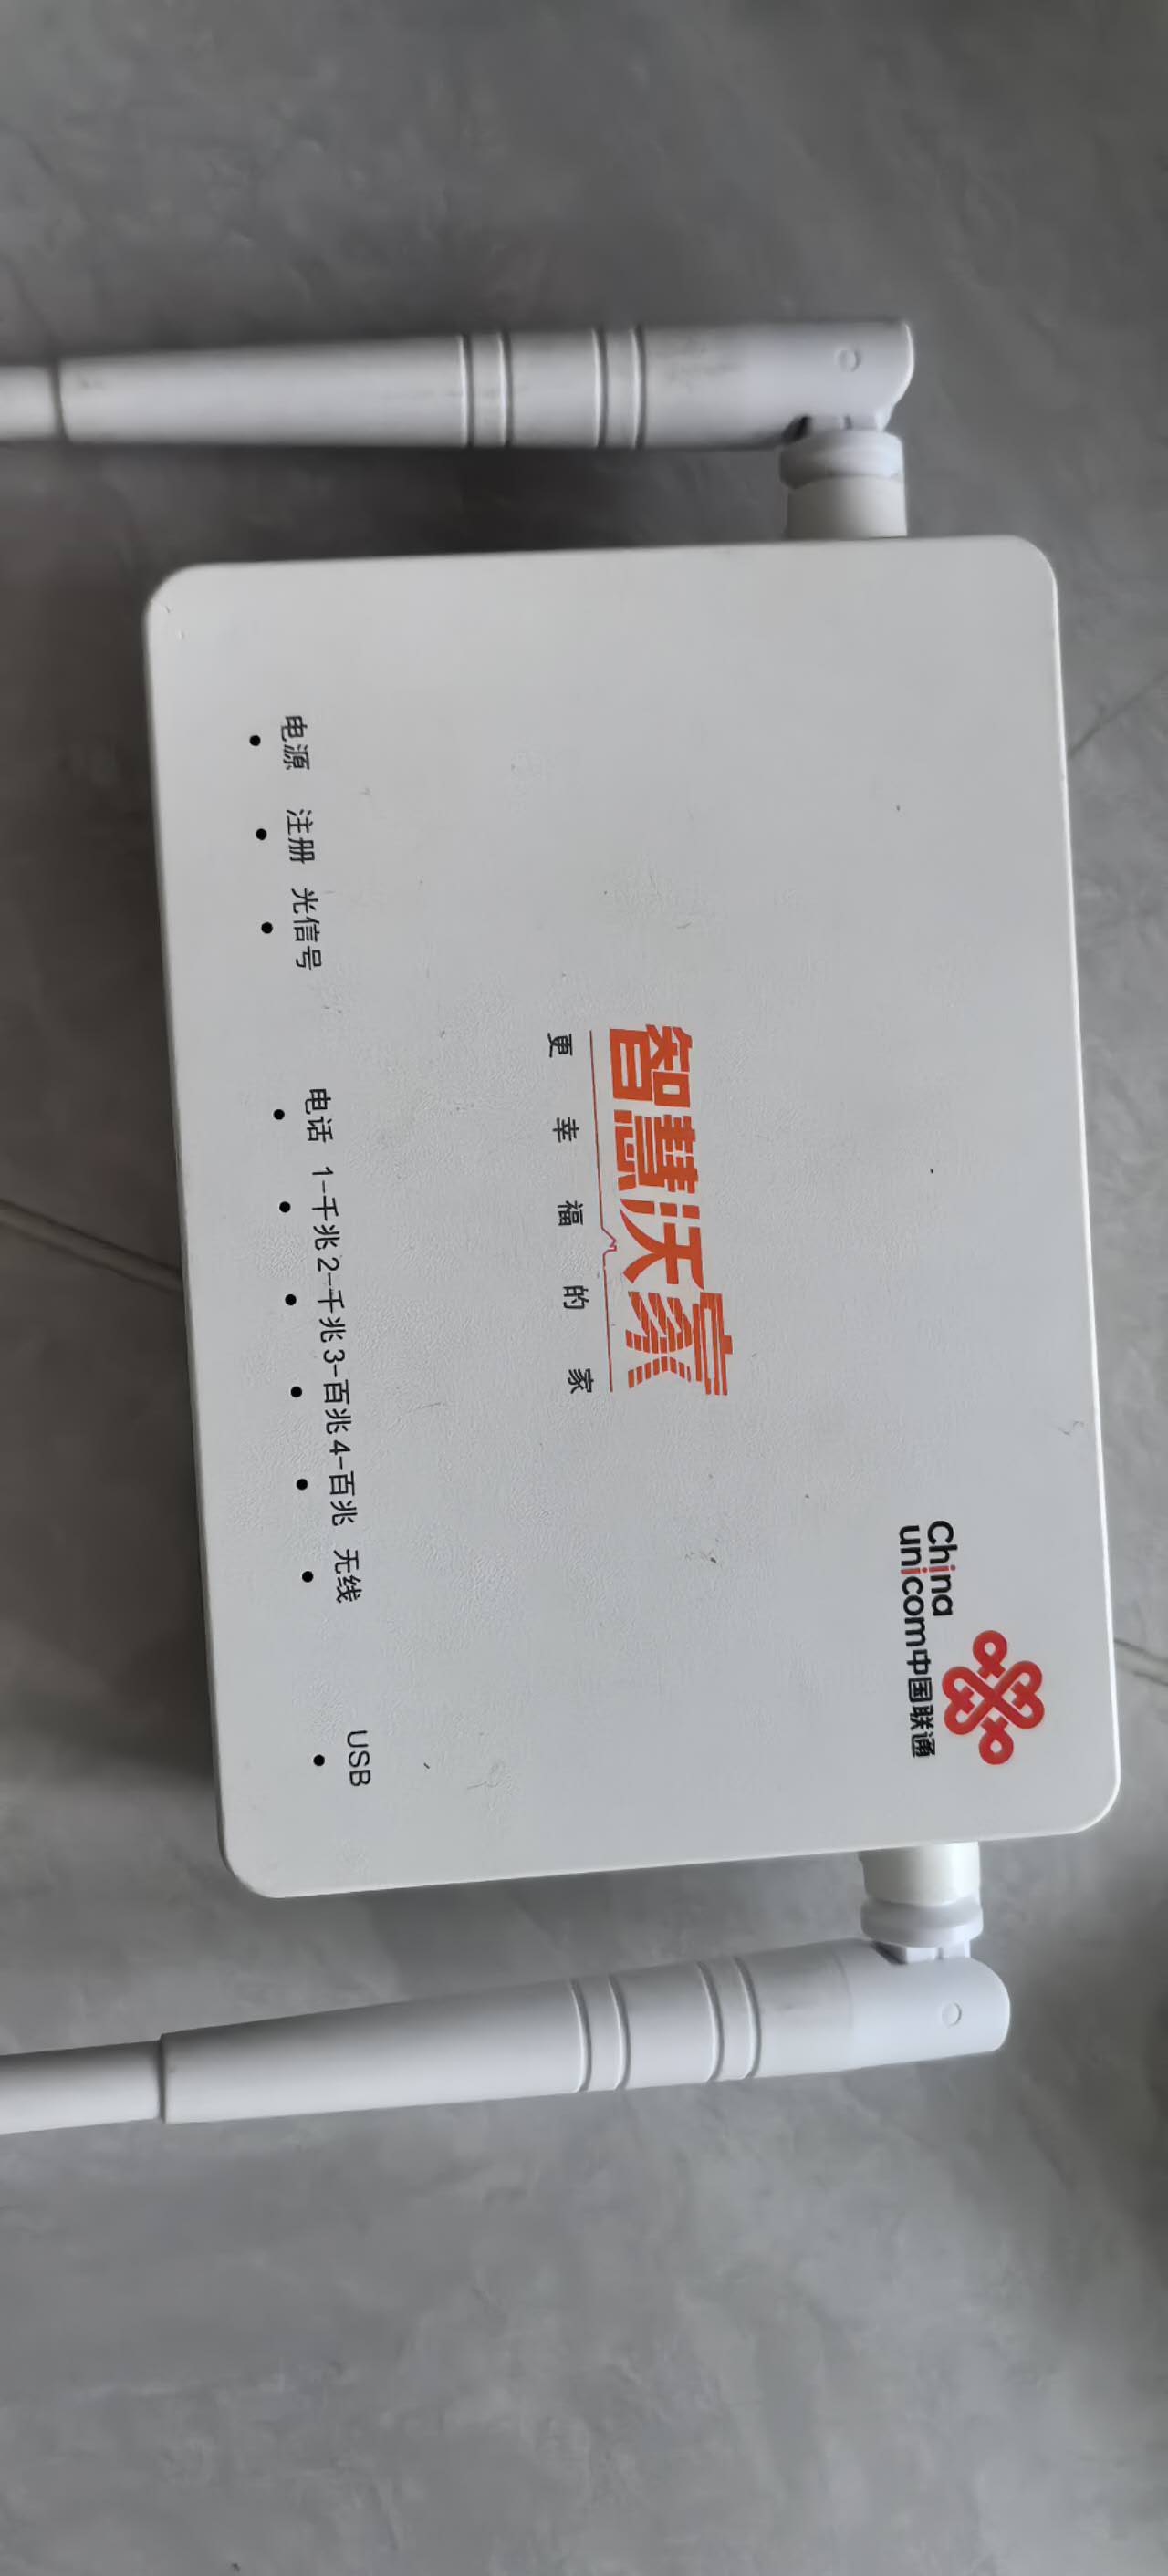 China
unicom中国联通
智慧沃家
更幸福的家
电源 注册 光信号 电话 1-千兆 2-千兆 3-百兆 4-百兆 无线 USB